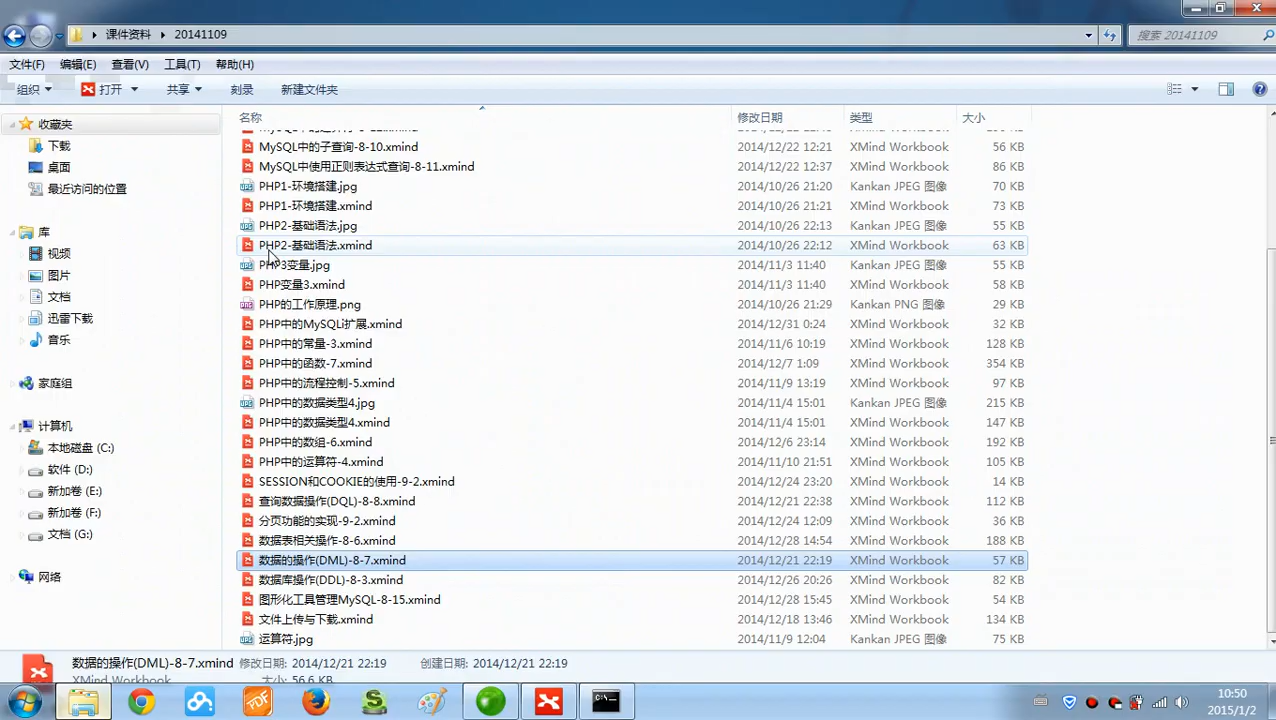 课件资料 20141109 搜索 20141109
文件(F) 编辑(E) 查看(V) 工具(T) 帮助(H)
组织 打开 共享 刻录 新建文件夹
收藏夹
下载
桌面
最近访问的位置
库
视频
图片
文档
迅雷下载
音乐
家庭组
计算机
本地磁盘 (C:)
软件 (D:)
新加卷 (E:)
新加卷 (F:)
文档 (G:)
网络
名称 修改日期 类型 大小
MySQL中的子查询-8-10.xmind 2014/12/22 12:21 XMind Workbook 56 KB
MySQL中使用正则表达式查询-8-11.xmind 2014/12/22 12:37 XMind Workbook 86 KB
PHP1-环境搭建.jpg 2014/10/26 21:20 Kankan JPEG 图像 70 KB
PHP1-环境搭建.xmind 2014/10/26 21:21 XMind Workbook 73 KB
PHP2-基础语法.jpg 2014/10/26 22:13 Kankan JPEG 图像 55 KB
PHP2-基础语法.xmind 2014/10/26 22:12 XMind Workbook 63 KB
PHP3变量.jpg 2014/11/3 11:40 Kankan JPEG 图像 55 KB
PHP变量3.xmind 2014/11/3 11:40 XMind Workbook 58 KB
PHP的工作原理.png 2014/10/26 21:29 Kankan PNG 图像 29 KB
PHP中的MySQLi扩展.xmind 2014/12/31 0:24 XMind Workbook 32 KB
PHP中的常量-3.xmind 2014/11/6 10:19 XMind Workbook 128 KB
PHP中的函数-7.xmind 2014/12/7 1:09 XMind Workbook 354 KB
PHP中的流程控制-5.xmind 2014/11/9 13:19 XMind Workbook 97 KB
PHP中的数据类型4.jpg 2014/11/4 15:01 Kankan JPEG 图像 215 KB
PHP中的数据类型4.xmind 2014/11/4 15:01 XMind Workbook 147 KB
PHP中的数组-6.xmind 2014/12/6 23:14 XMind Workbook 192 KB
PHP中的运算符-4.xmind 2014/11/10 21:51 XMind Workbook 105 KB
SESSION和COOKIE的使用-9-2.xmind 2014/12/24 23:20 XMind Workbook 14 KB
查询数据操作(DQL)-8-8.xmind 2014/12/21 22:38 XMind Workbook 112 KB
分页功能的实现-9-2.xmind 2014/12/24 12:09 XMind Workbook 36 KB
数据表相关操作-8-6.xmind 2014/12/28 14:54 XMind Workbook 188 KB
数据的操作(DML)-8-7.xmind 2014/12/21 22:19 XMind Workbook 57 KB
数据库操作(DDL)-8-3.xmind 2014/12/26 20:26 XMind Workbook 82 KB
图形化工具管理MySQL-8-15.xmind 2014/12/28 15:45 XMind Workbook 54 KB
文件上传与下载.xmind 2014/12/18 13:46 XMind Workbook 134 KB
运算符.jpg 2014/11/9 12:04 Kankan JPEG 图像 75 KB
数据的操作(DML)-8-7.xmind 修改日期: 2014/12/21 22:19 创建日期: 2014/12/21 22:19
XMind Workbook 大小: 56.6 KB
PDF
C:\
10:50
2015/1/2